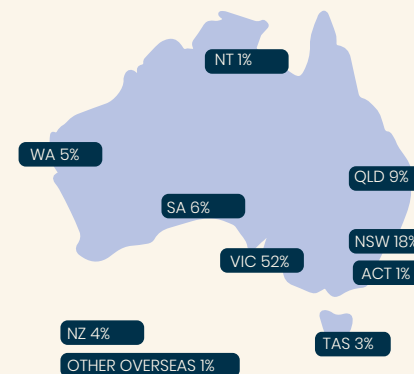 NT 1%
WA 5%
QLD 9%
SA 6%
NSW 18%
VIC 52%
ACT 1%
NZ 4%
TAS 3%
OTHER OVERSEAS 1%